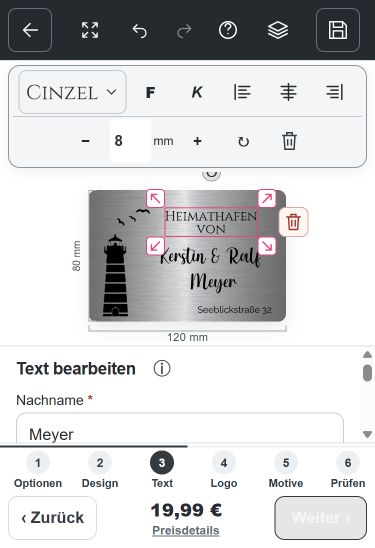 CINZEL
F K
- 8 mm + ↻
HEIMATHAFEN
VON
Kerstin & Ralf
Meyer
Seeblickstraße 32
80 mm
120 mm
Text bearbeiten
Nachname *
Meyer
1 2 3 4 5 6
Optionen Design Text Logo Motive Prüfen
‹ Zurück
19,99 €
Preisdetails
Weiter ›